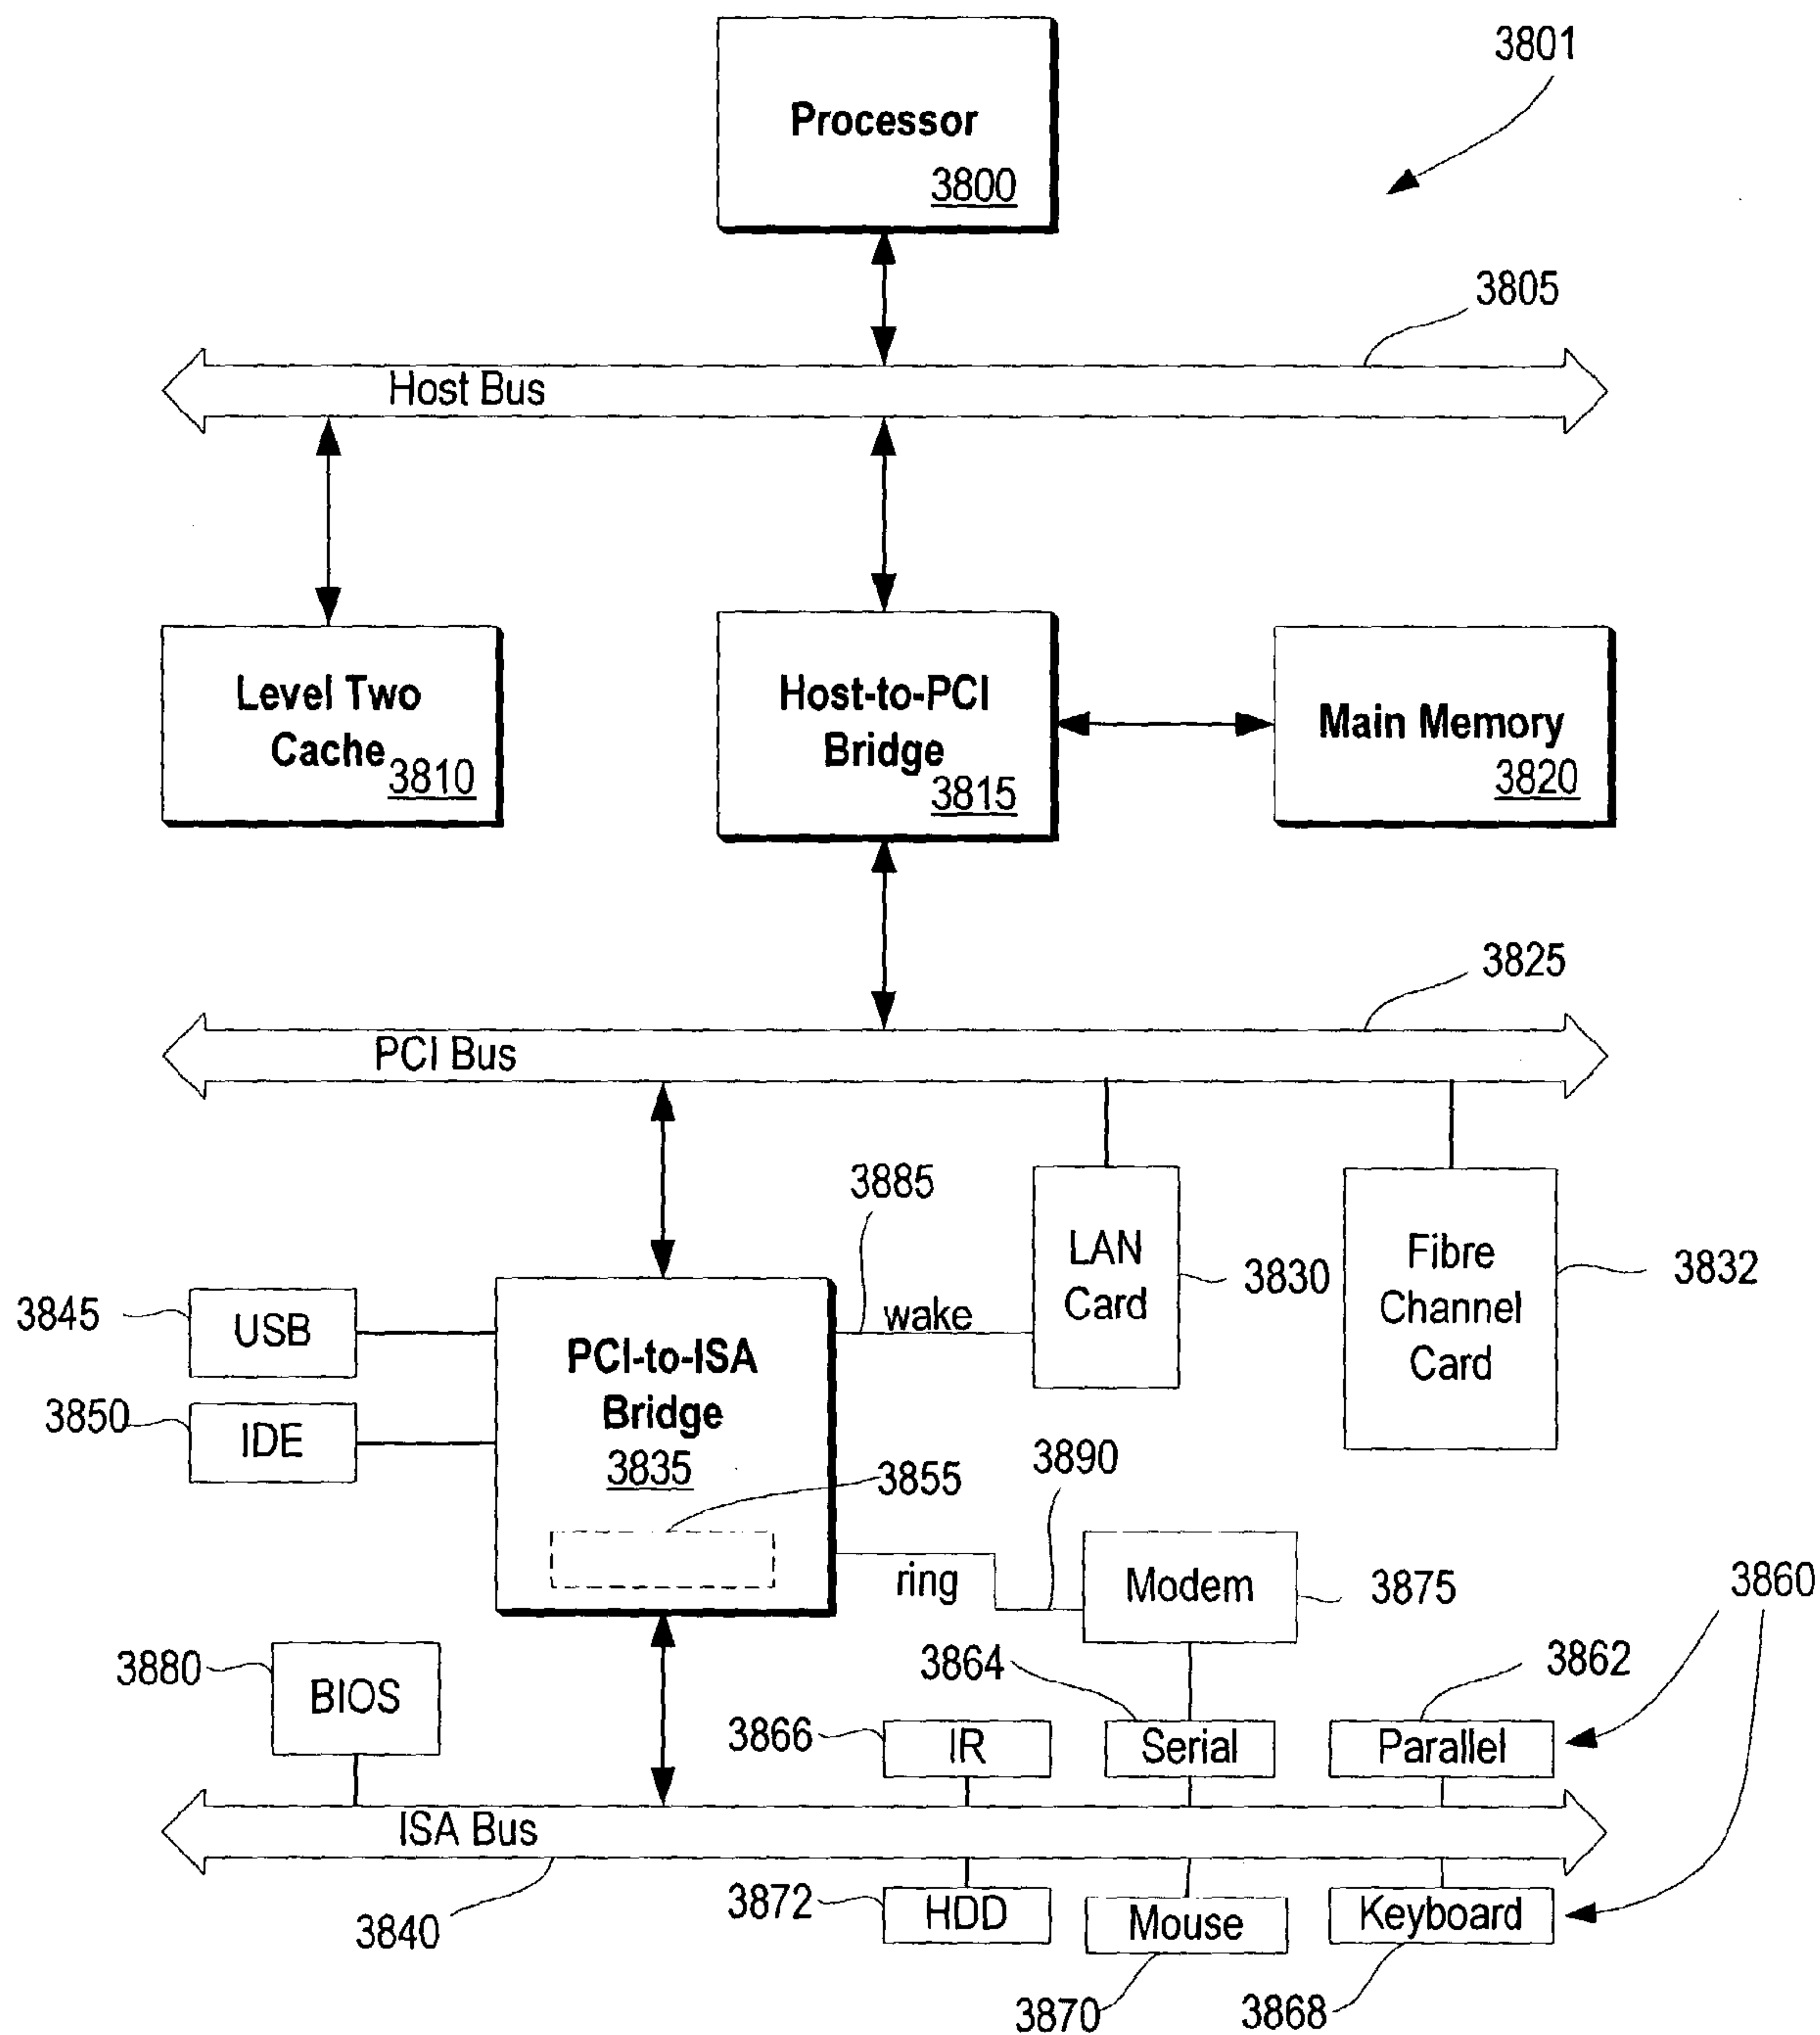 3801
Processor
3800
3805
Host Bus
Level Two
Cache
3810
Host-to-PCI
Bridge
3815
Main Memory
3820
3825
PCI Bus
3885
LAN
Card
3830
Fibre
Channel
Card
3832
3845
USB
wake
PCI-to-ISA
Bridge
3835
3850
IDE
3855
3890
ring
Modem
3875
3860
3880
BIOS
3864
3862
3866
IR
Serial
Parallel
ISA Bus
3840
3872
HDD
Mouse
Keyboard
3870
3868